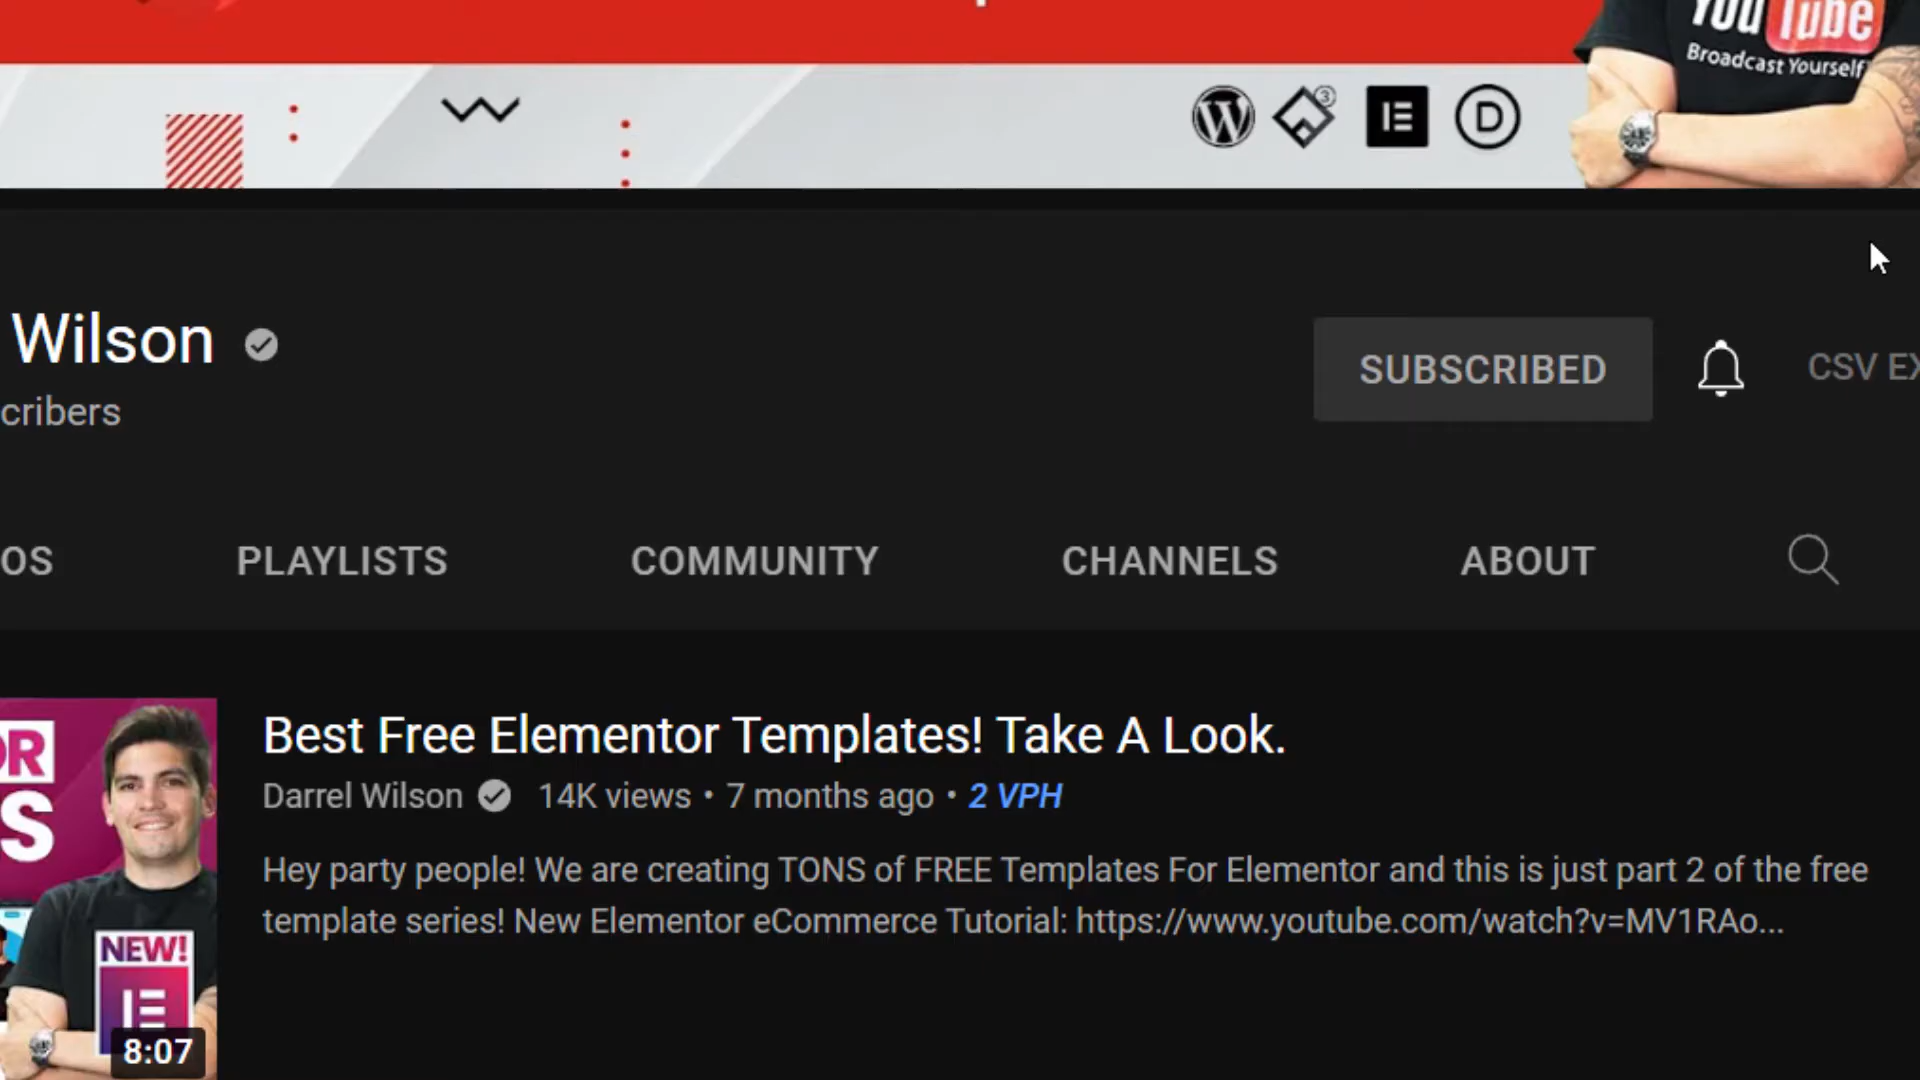 You Tube
Broadcast Yourself
3
Wilson
SUBSCRIBED
CSV EX
cribers
OS
PLAYLISTS
COMMUNITY
CHANNELS
ABOUT
OR
S
NEW!
8:07
Best Free Elementor Templates! Take A Look.
Darrel Wilson 14K views • 7 months ago • 2 VPH
Hey party people! We are creating TONS of FREE Templates For Elementor and this is just part 2 of the free
template series! New Elementor eCommerce Tutorial: https://www.youtube.com/watch?v=MV1RAo...